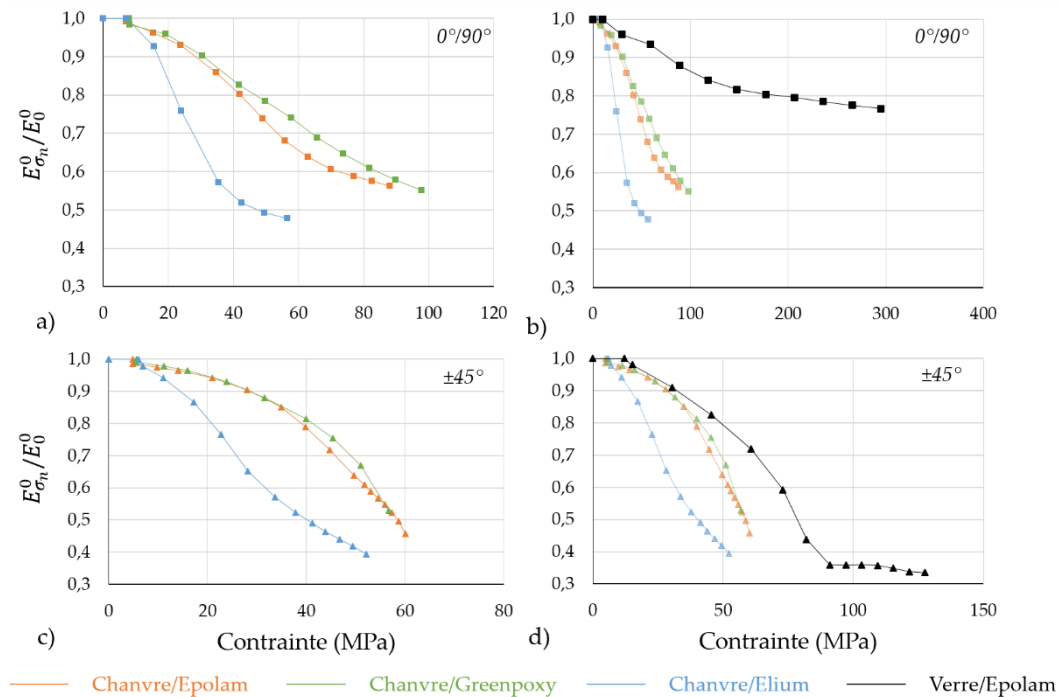 1,0
0,9
0,8
0,7
0,6
0,5
0,4
0,3
E⁰σₙ/E⁰₀
0°/90°
0 20 40 60 80 100 120
a)
1,0
0,9
0,8
0,7
0,6
0,5
0,4
0,3
0°/90°
0 100 200 300 400
b)
1,0
0,9
0,8
0,7
0,6
0,5
0,4
0,3
E⁰σₙ/E⁰₀
±45°
0 20 40 60 80
c)
Contrainte (MPa)
1,0
0,9
0,8
0,7
0,6
0,5
0,4
0,3
±45°
0 50 100 150
d)
Contrainte (MPa)
Chanvre/Epolam Chanvre/Greenpoxy Chanvre/Elium Verre/Epolam